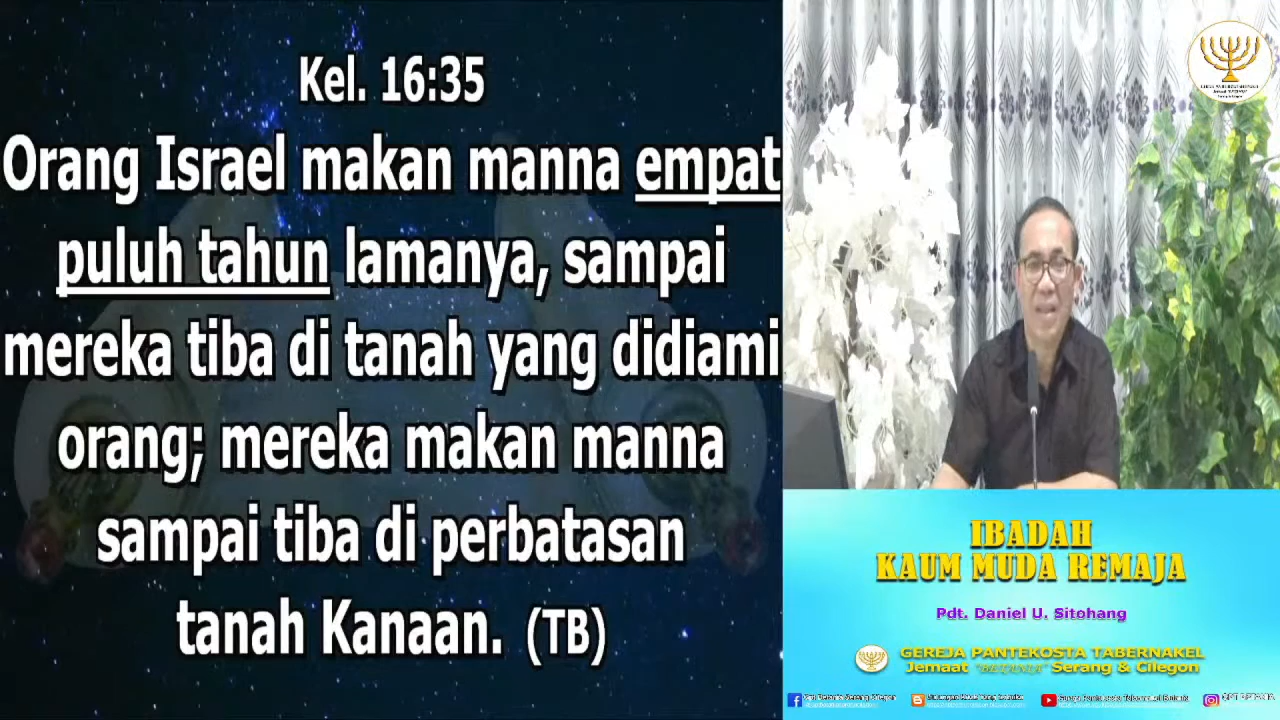 Kel. 16:35
Orang Israel makan manna empat
puluh tahun lamanya, sampai
mereka tiba di tanah yang didiami
orang; mereka makan manna
sampai tiba di perbatasan
tanah Kanaan. (TB)
IBADAH
KAUM MUDA REMAJA
Pdt. Daniel U. Sitohang
GEREJA PANTEKOSTA TABERNAKEL
Jemaat "BETANIA" Serang & Cilegon